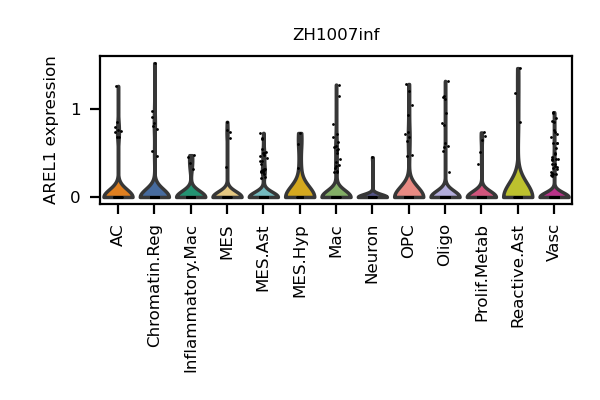 ZH1007inf
AREL1 expression
1
0
AC
Chromatin.Reg
Inflammatory.Mac
MES
MES.Ast
MES.Hyp
Mac
Neuron
OPC
Oligo
Prolif.Metab
Reactive.Ast
Vasc